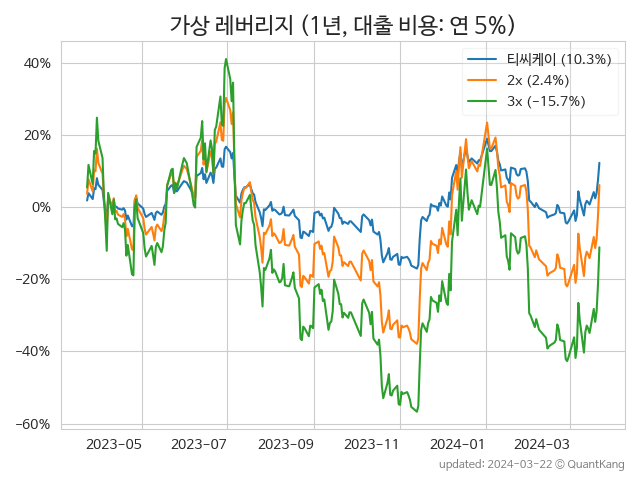 가상 레버리지 (1년, 대출 비용: 연 5%)
티씨케이 (10.3%)
2x (2.4%)
3x (−15.7%)
40%
20%
0%
−20%
−40%
−60%
2023-05 2023-07 2023-09 2023-11 2024-01 2024-03
updated: 2024-03-22 © QuantKang